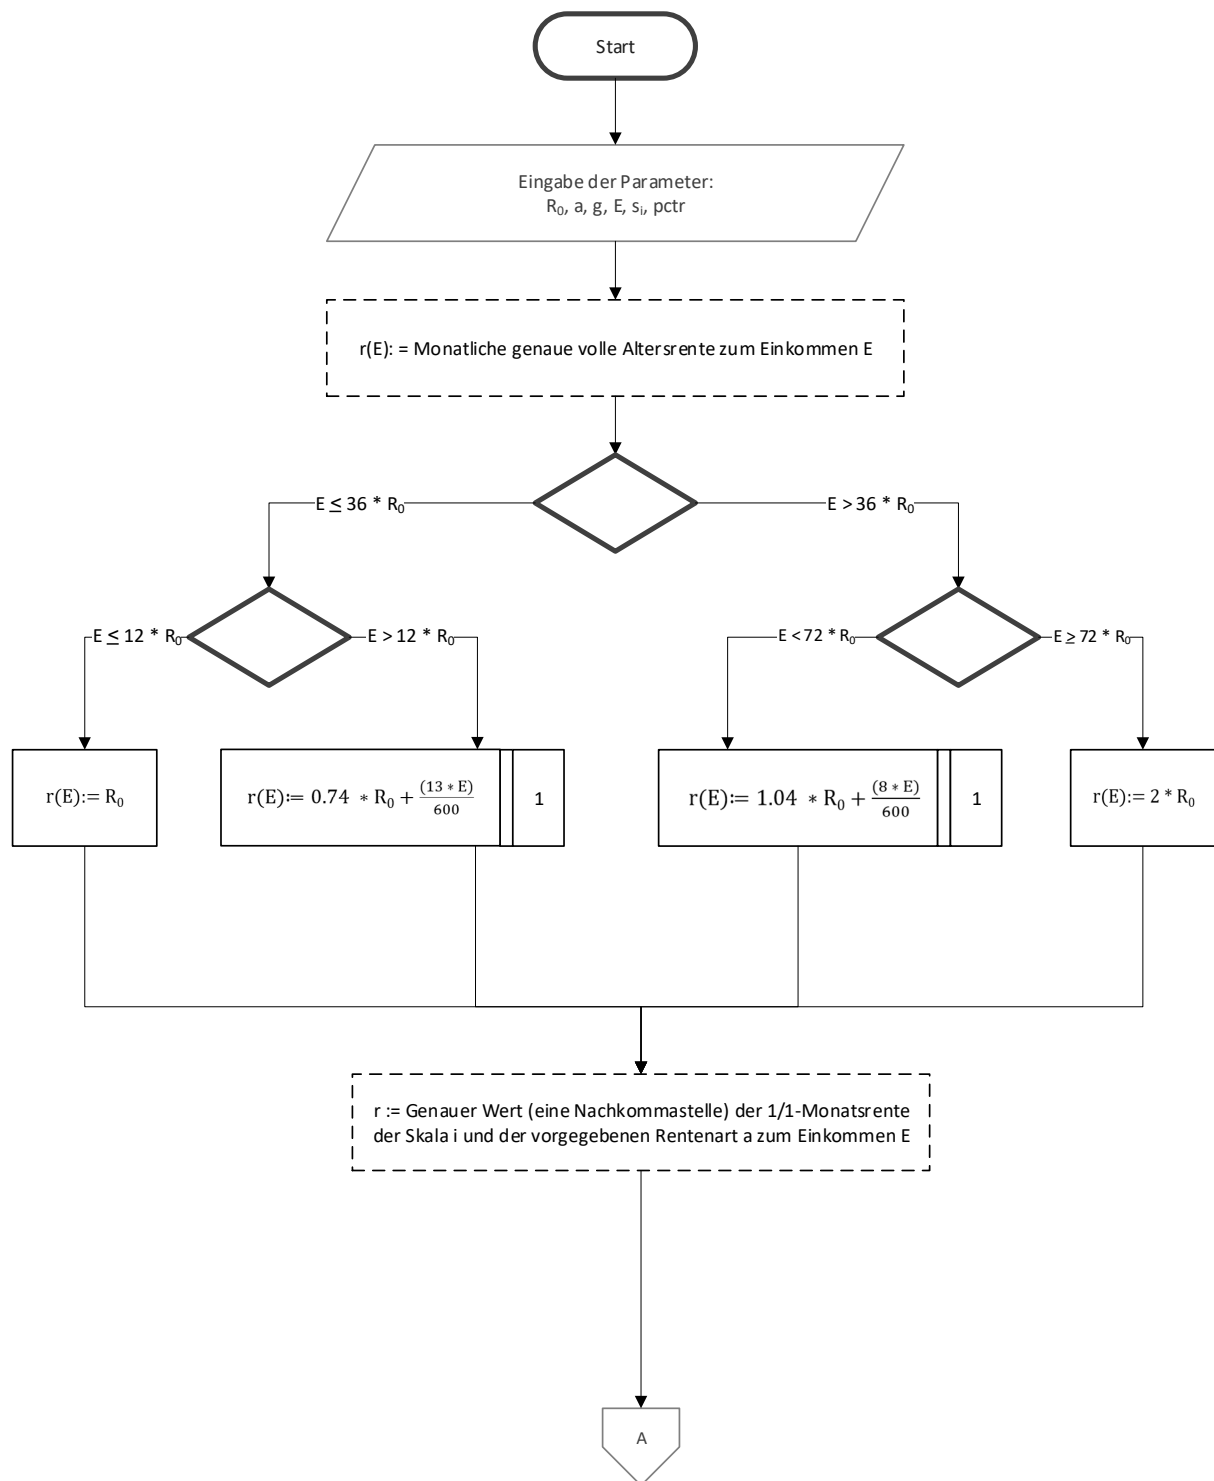 Start
Eingabe der Parameter:
R₀, a, g, E, sᵢ, pctr
r(E): = Monatliche genaue volle Altersrente zum Einkommen E
E ≤ 36 * R₀
E > 36 * R₀
E ≤ 12 * R₀
E > 12 * R₀
E < 72 * R₀
E ≥ 72 * R₀
r(E):= R₀
r(E):= 0.74 * R₀ + (13 * E)/600
1
r(E):= 1.04 * R₀ + (8 * E)/600
1
r(E):= 2 * R₀
r := Genauer Wert (eine Nachkommastelle) der 1/1-Monatsrente
der Skala i und der vorgegebenen Rentenart a zum Einkommen E
A